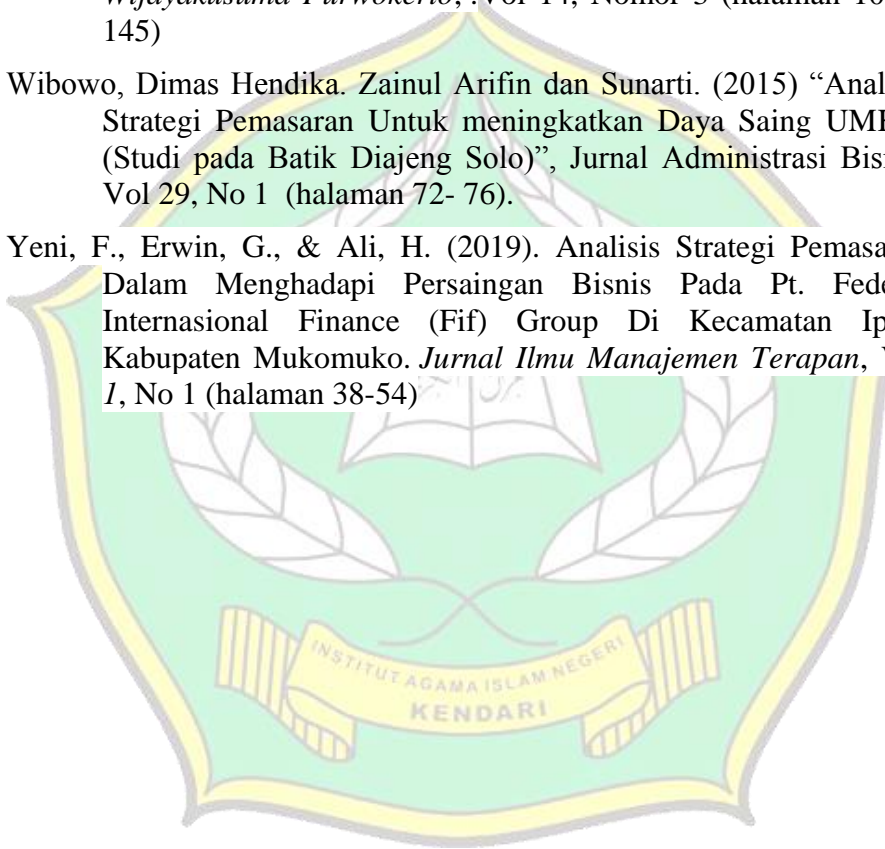 Wijayakusuma Purwokerto, .Vol 14, Nomor 3 (halaman 10
145)
Wibowo, Dimas Hendika. Zainul Arifin dan Sunarti. (2015) “Anal
Strategi Pemasaran Untuk meningkatkan Daya Saing UMK
(Studi pada Batik Diajeng Solo)”, Jurnal Administrasi Bisn
Vol 29, No 1 (halaman 72- 76).
Yeni, F., Erwin, G., & Ali, H. (2019). Analisis Strategi Pemasa
Dalam Menghadapi Persaingan Bisnis Pada Pt. Fede
Internasional Finance (Fif) Group Di Kecamatan Ip
Kabupaten Mukomuko. Jurnal Ilmu Manajemen Terapan, V
1, No 1 (halaman 38-54)
INSTITUT AGAMA ISLAM NEGERI
KENDARI